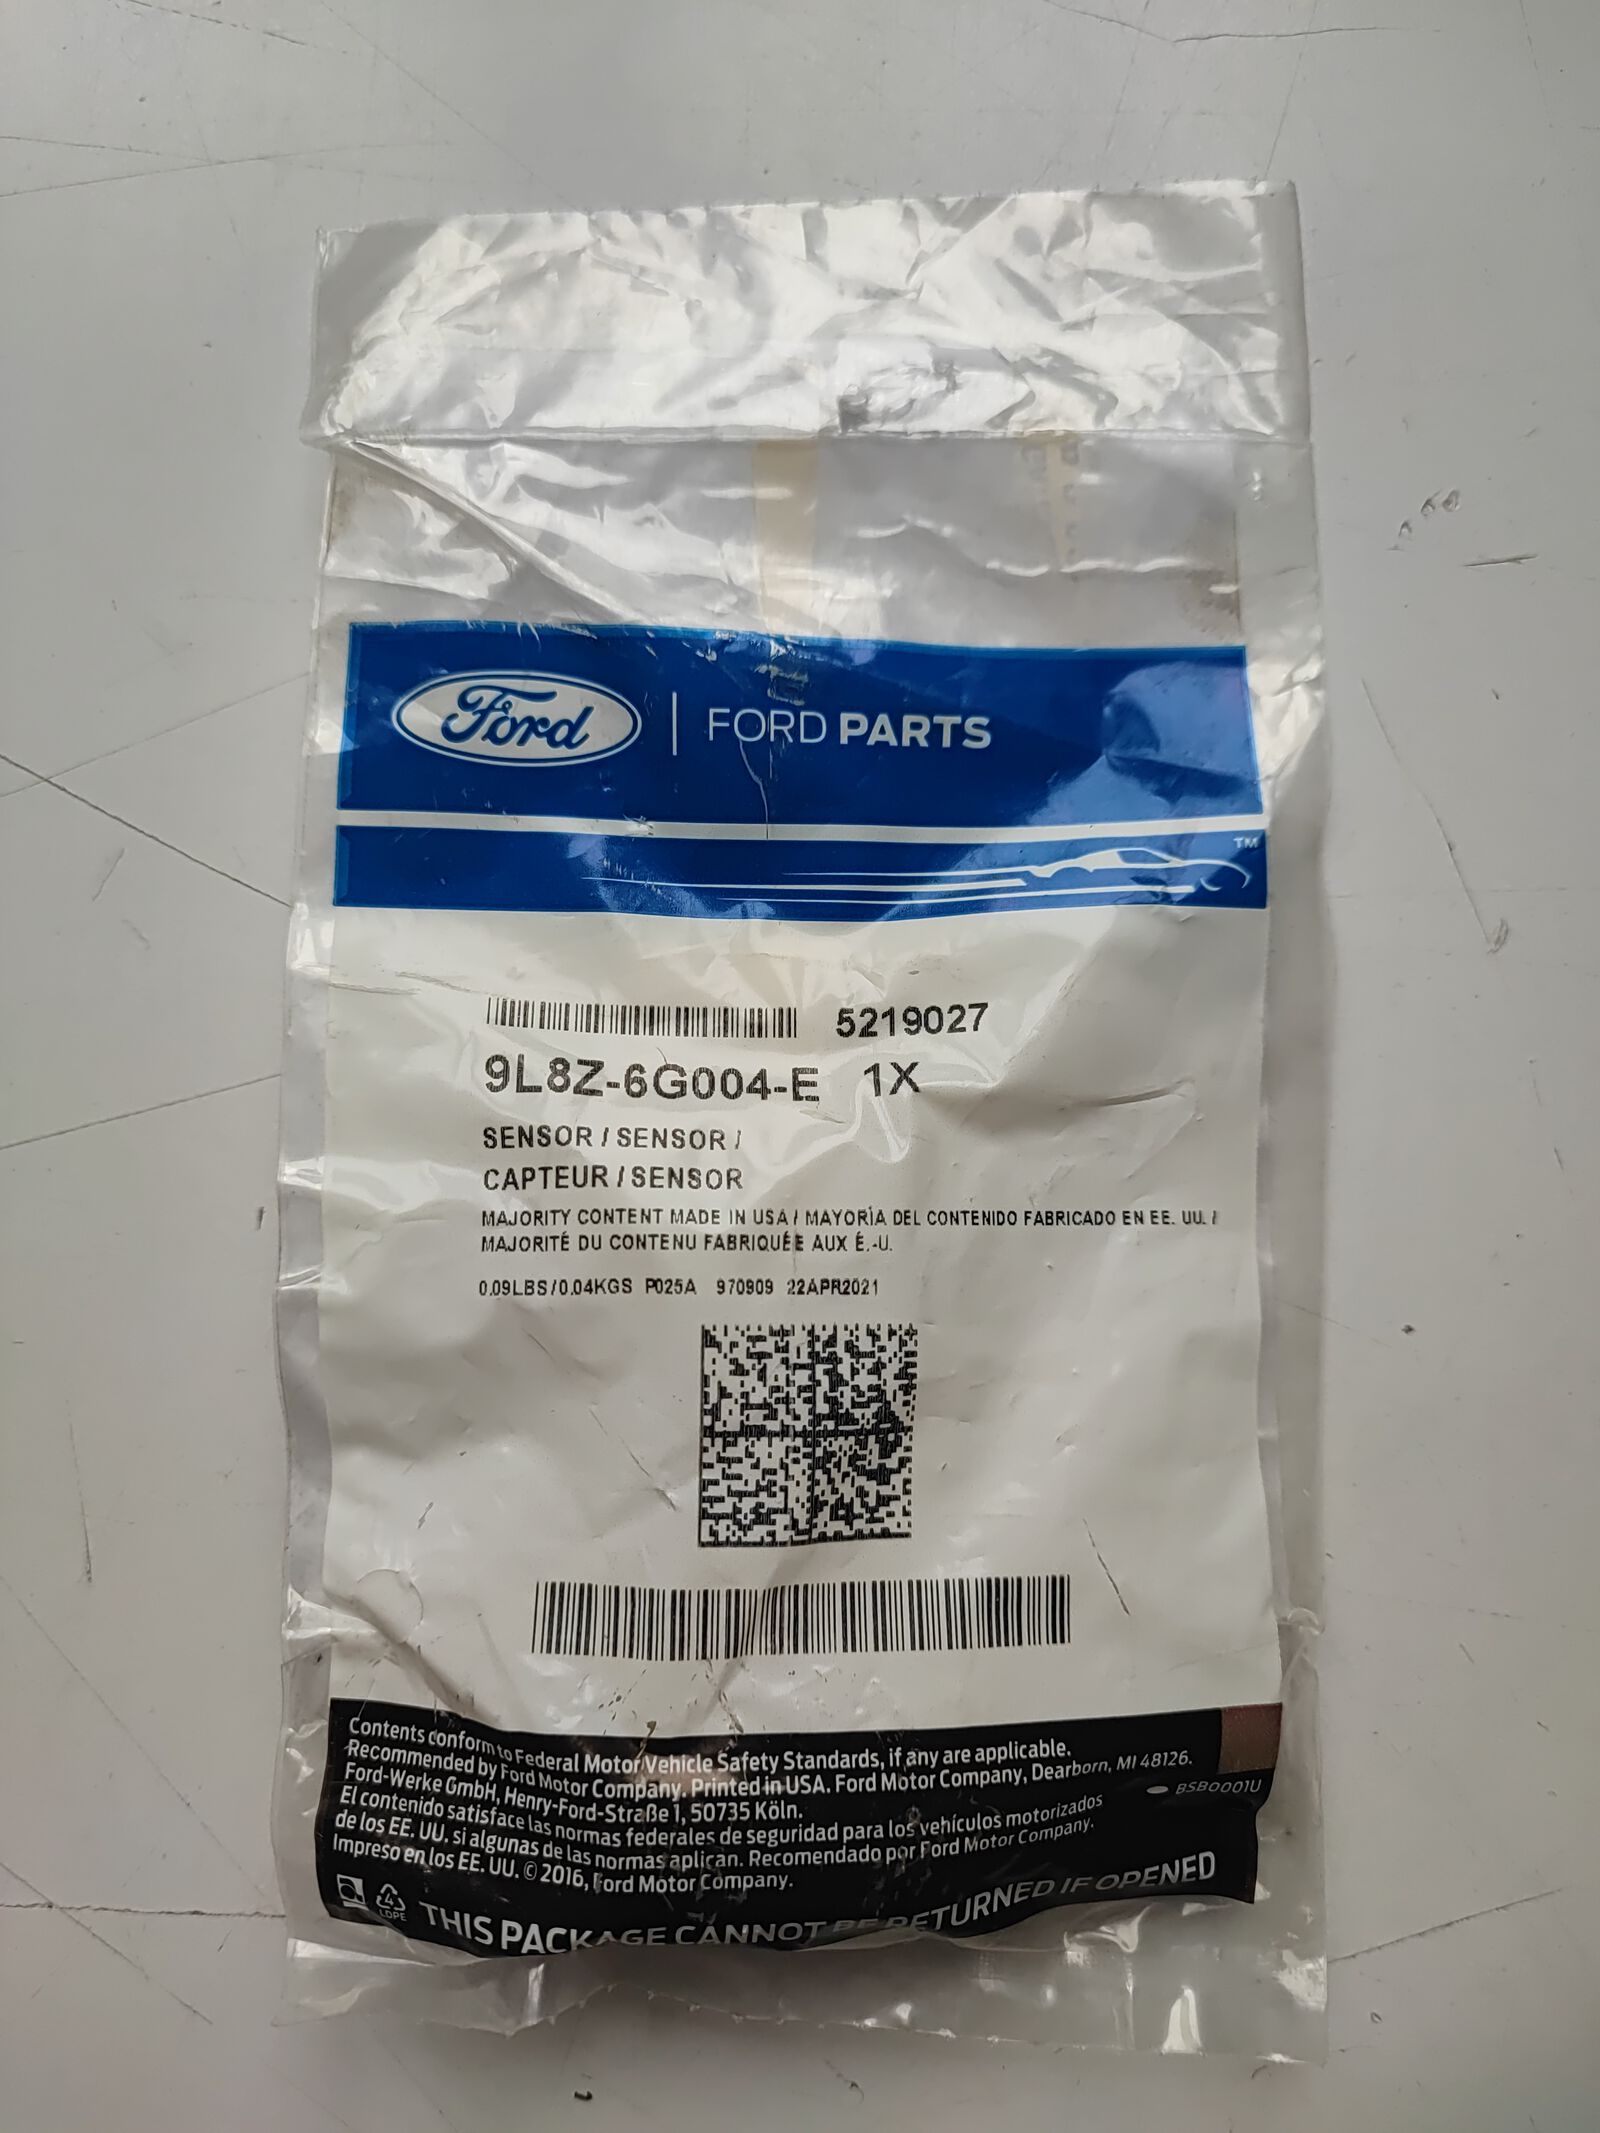 Ford
FORD PARTS
TM
5219027
9L8Z-6G004-E 1X
SENSOR / SENSOR /
CAPTEUR / SENSOR
MAJORITY CONTENT MADE IN USA / MAYORÌA DEL CONTENIDO FABRICADO EN EE. UU. /
MAJORITÉ DU CONTENU FABRIQUÉE AUX É.-U.
0.09LBS/0.04KGS P025A 970909 22APR2021
Contents conform to Federal Motor Vehicle Safety Standards, if any are applicable.
Recommended by Ford Motor Company. Printed in USA. Ford Motor Company, Dearborn, MI 48126.
Ford-Werke GmbH, Henry-Ford-Straße 1, 50735 Köln.
BSB0001U
El contenido satisface las normas federales de seguridad para los vehículos motorizados
de los EE. UU. si algunas de las normas aplican. Recomendado por Ford Motor Company.
Impreso en los EE. UU. © 2016, Ford Motor Company.
4
LDPE
THIS PACKAGE CANNOT BE RETURNED IF OPENED